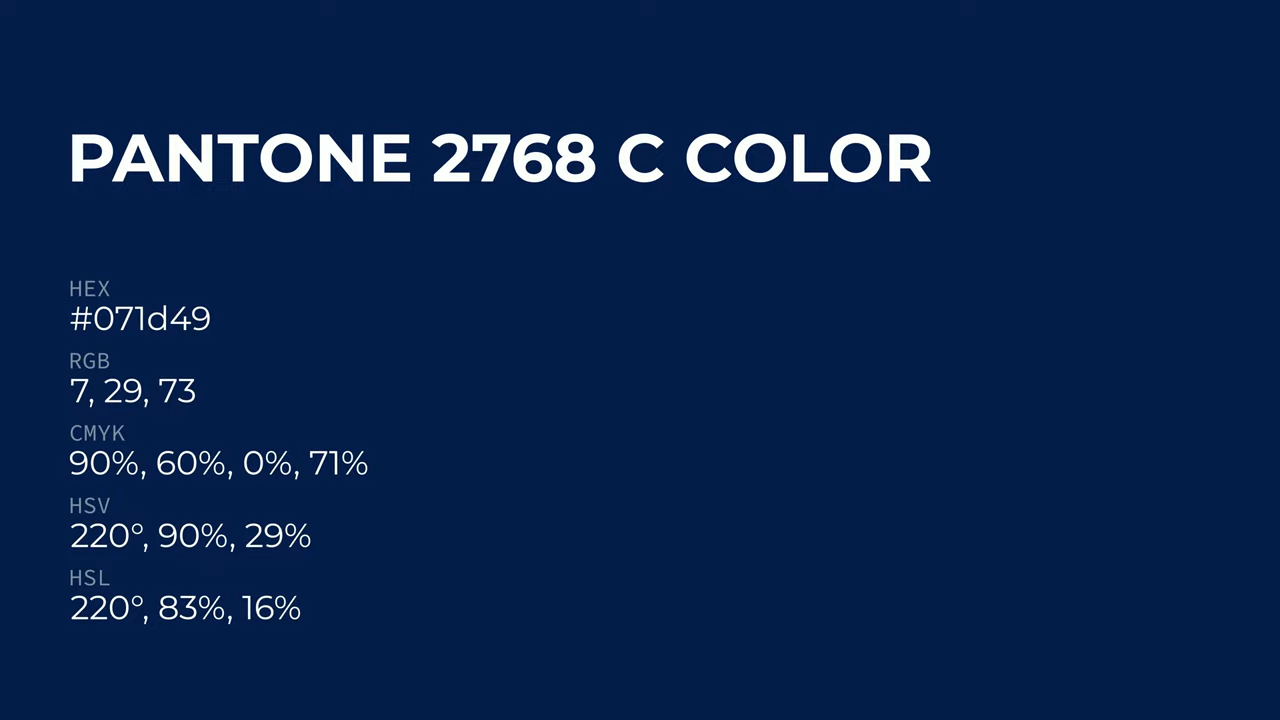 PANTONE 2768 C COLOR
HEX
#071d49
RGB
7, 29, 73
CMYK
90%, 60%, 0%, 71%
HSV
220°, 90%, 29%
HSL
220°, 83%, 16%